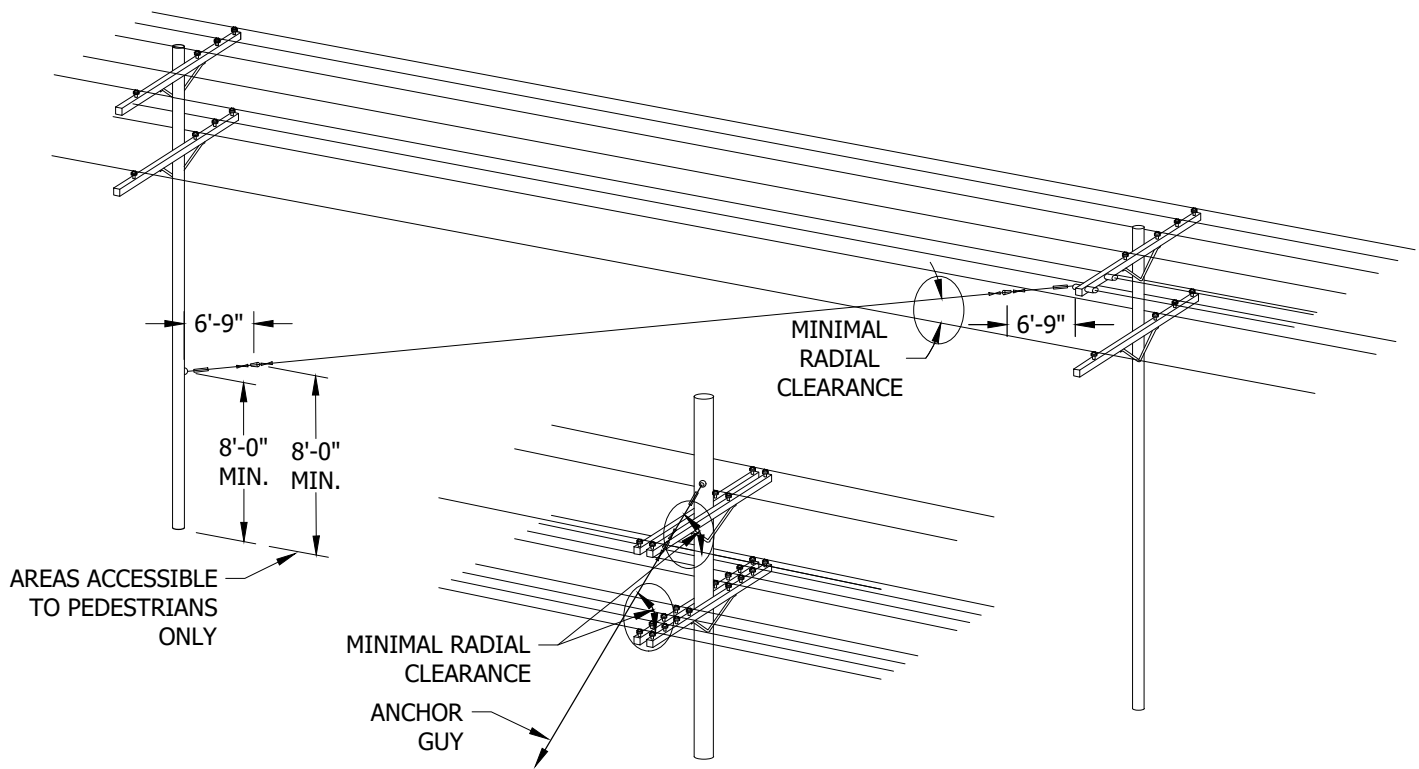 6'-9"
MINIMAL
RADIAL
CLEARANCE
6'-9"
8'-0"
MIN.
8'-0"
MIN.
AREAS ACCESSIBLE
TO PEDESTRIANS
ONLY
MINIMAL RADIAL
CLEARANCE
ANCHOR
GUY